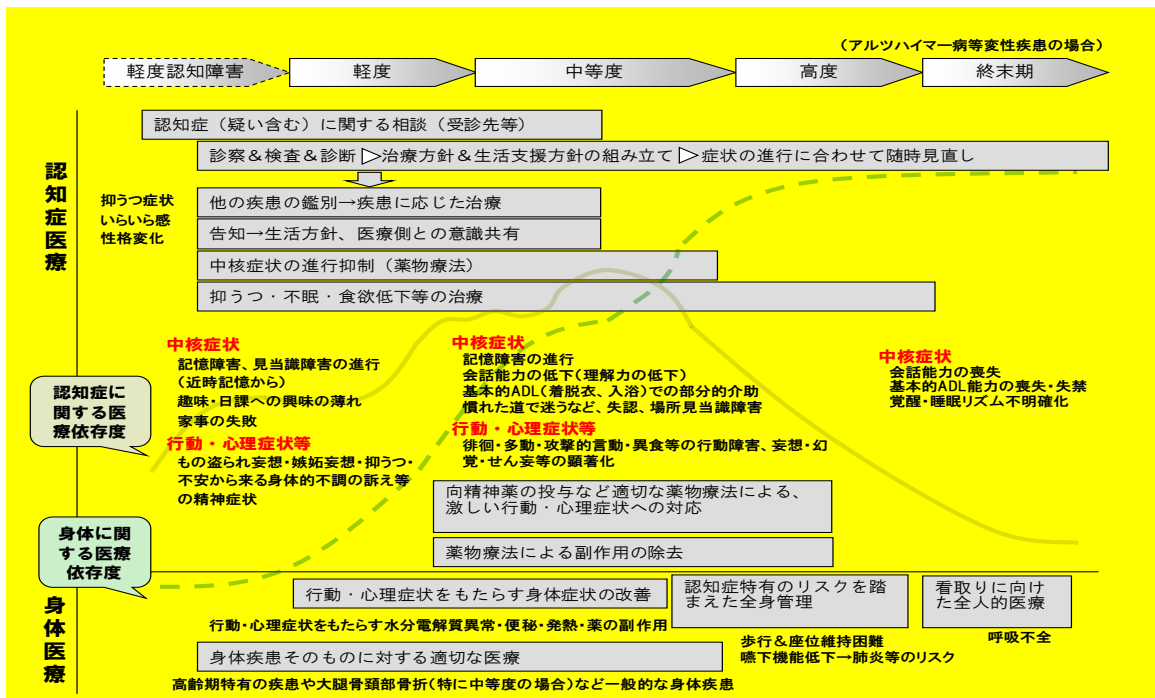 （アルツハイマー病等変性疾患の場合）
軽度認知障害
軽度
中等度
高度
終末期
認知症医療
認知症（疑い含む）に関する相談（受診先等）
診察＆検査＆診断 ▷治療方針＆生活支援方針の組み立て ▷症状の進行に合わせて随時見直し
抑うつ症状
いらいら感
性格変化
他の疾患の鑑別→疾患に応じた治療
告知→生活方針、医療側との意識共有
中核症状の進行抑制（薬物療法）
抑うつ・不眠・食欲低下等の治療
中核症状
記憶障害、見当識障害の進行
（近時記憶から）
趣味・日課への興味の薄れ
家事の失敗
行動・心理症状等
もの盗られ妄想・嫉妬妄想・抑うつ・
不安から来る身体的不調の訴え等
の精神症状
中核症状
記憶障害の進行
会話能力の低下（理解力の低下）
基本的ADL（着脱衣、入浴）での部分的介助
慣れた道で迷うなど、失認、場所見当識障害
行動・心理症状等
徘徊・多動・攻撃的言動・異食等の行動障害、妄想・幻
覚・せん妄等の顕著化
中核症状
会話能力の喪失
基本的ADL能力の喪失・失禁
覚醒・睡眠リズム不明確化
認知症に
関する医
療依存度
向精神薬の投与など適切な薬物療法による、
激しい行動・心理症状への対応
薬物療法による副作用の除去
身体に関
する医療
依存度
身体医療
行動・心理症状をもたらす身体症状の改善
認知症特有のリスクを踏
まえた全身管理
看取りに向け
た全人的医療
行動・心理症状をもたらす水分電解質異常・便秘・発熱・薬の副作用
歩行＆座位維持困難
嚥下機能低下→肺炎等のリスク
呼吸不全
身体疾患そのものに対する適切な医療
高齢期特有の疾患や大腿骨頚部骨折（特に中等度の場合）など一般的な身体疾患